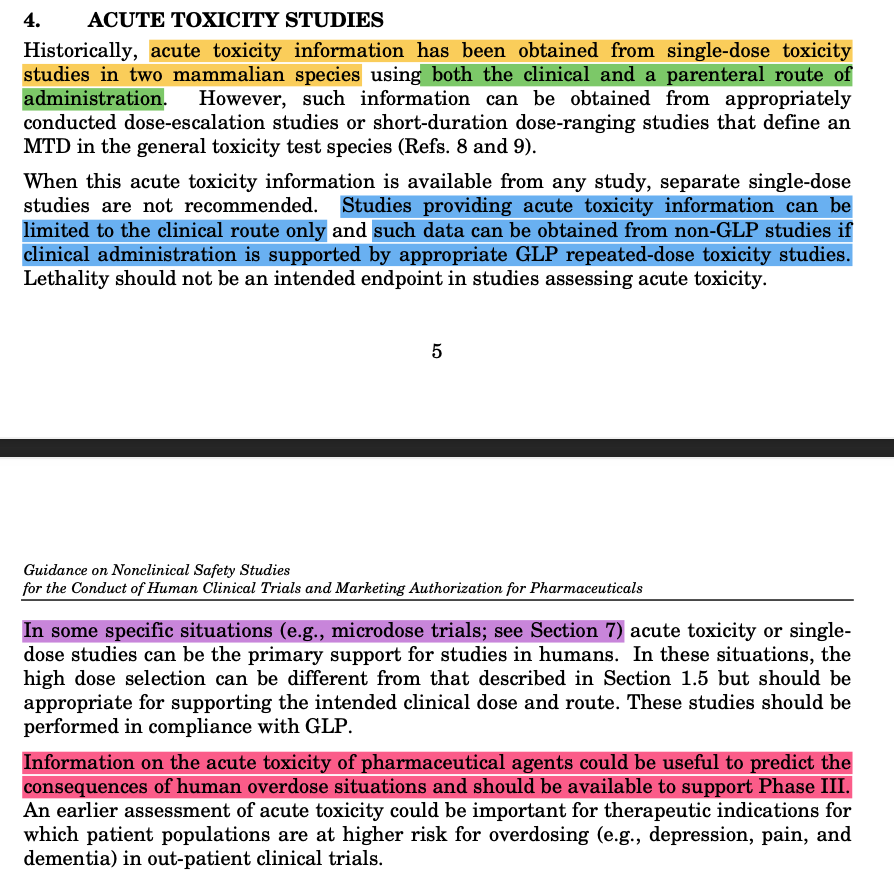 4. ACUTE TOXICITY STUDIES
Historically, acute toxicity information has been obtained from single-dose toxicity
studies in two mammalian species using both the clinical and a parenteral route of
administration. However, such information can be obtained from appropriately
conducted dose-escalation studies or short-duration dose-ranging studies that define an
MTD in the general toxicity test species (Refs. 8 and 9).
When this acute toxicity information is available from any study, separate single-dose
studies are not recommended. Studies providing acute toxicity information can be
limited to the clinical route only and such data can be obtained from non-GLP studies if
clinical administration is supported by appropriate GLP repeated-dose toxicity studies.
Lethality should not be an intended endpoint in studies assessing acute toxicity.
5
Guidance on Nonclinical Safety Studies
for the Conduct of Human Clinical Trials and Marketing Authorization for Pharmaceuticals
In some specific situations (e.g., microdose trials; see Section 7) acute toxicity or single-
dose studies can be the primary support for studies in humans. In these situations, the
high dose selection can be different from that described in Section 1.5 but should be
appropriate for supporting the intended clinical dose and route. These studies should be
performed in compliance with GLP.
Information on the acute toxicity of pharmaceutical agents could be useful to predict the
consequences of human overdose situations and should be available to support Phase III.
An earlier assessment of acute toxicity could be important for therapeutic indications for
which patient populations are at higher risk for overdosing (e.g., depression, pain, and
dementia) in out-patient clinical trials.